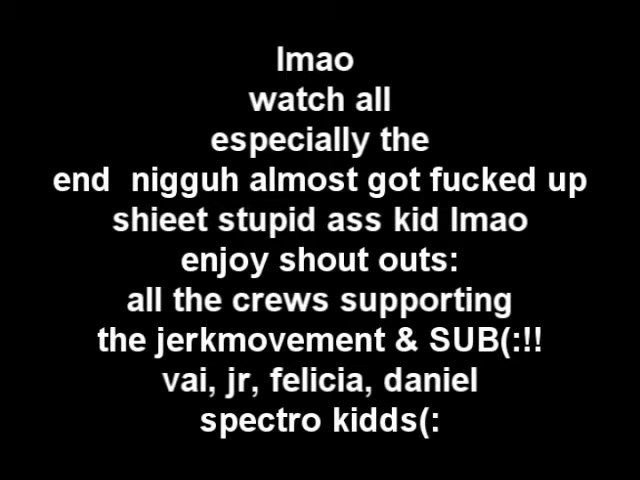 lmao
watch all
especially the
end  nigguh almost got fucked up
shieet stupid ass kid lmao
enjoy shout outs:
all the crews supporting
the jerkmovement & SUB(:!!
vai, jr, felicia, daniel
spectro kidds(: